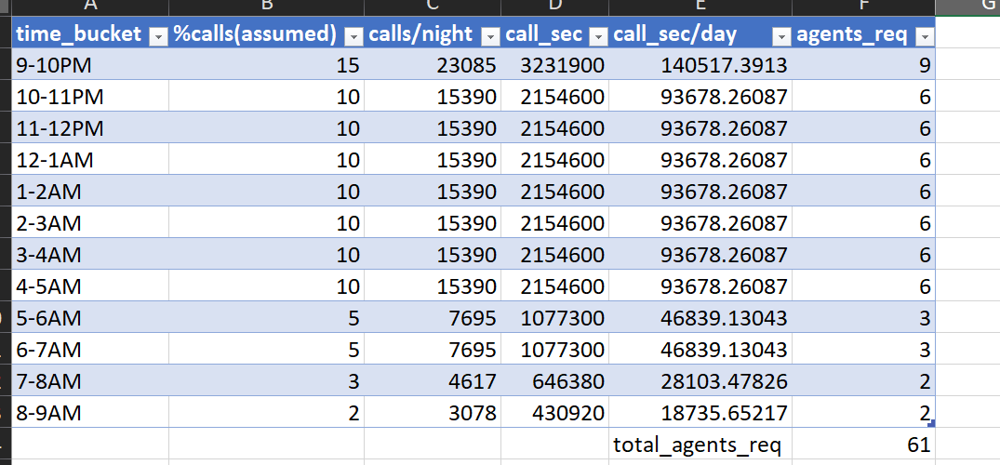 A B C D E F G
time_bucket %calls(assumed) calls/night call_sec call_sec/day agents_req
9-10PM 15 23085 3231900 140517.3913 9
10-11PM 10 15390 2154600 93678.26087 6
11-12PM 10 15390 2154600 93678.26087 6
12-1AM 10 15390 2154600 93678.26087 6
1-2AM 10 15390 2154600 93678.26087 6
2-3AM 10 15390 2154600 93678.26087 6
3-4AM 10 15390 2154600 93678.26087 6
4-5AM 10 15390 2154600 93678.26087 6
5-6AM 5 7695 1077300 46839.13043 3
6-7AM 5 7695 1077300 46839.13043 3
7-8AM 3 4617 646380 28103.47826 2
8-9AM 2 3078 430920 18735.65217 2
total_agents_req 61